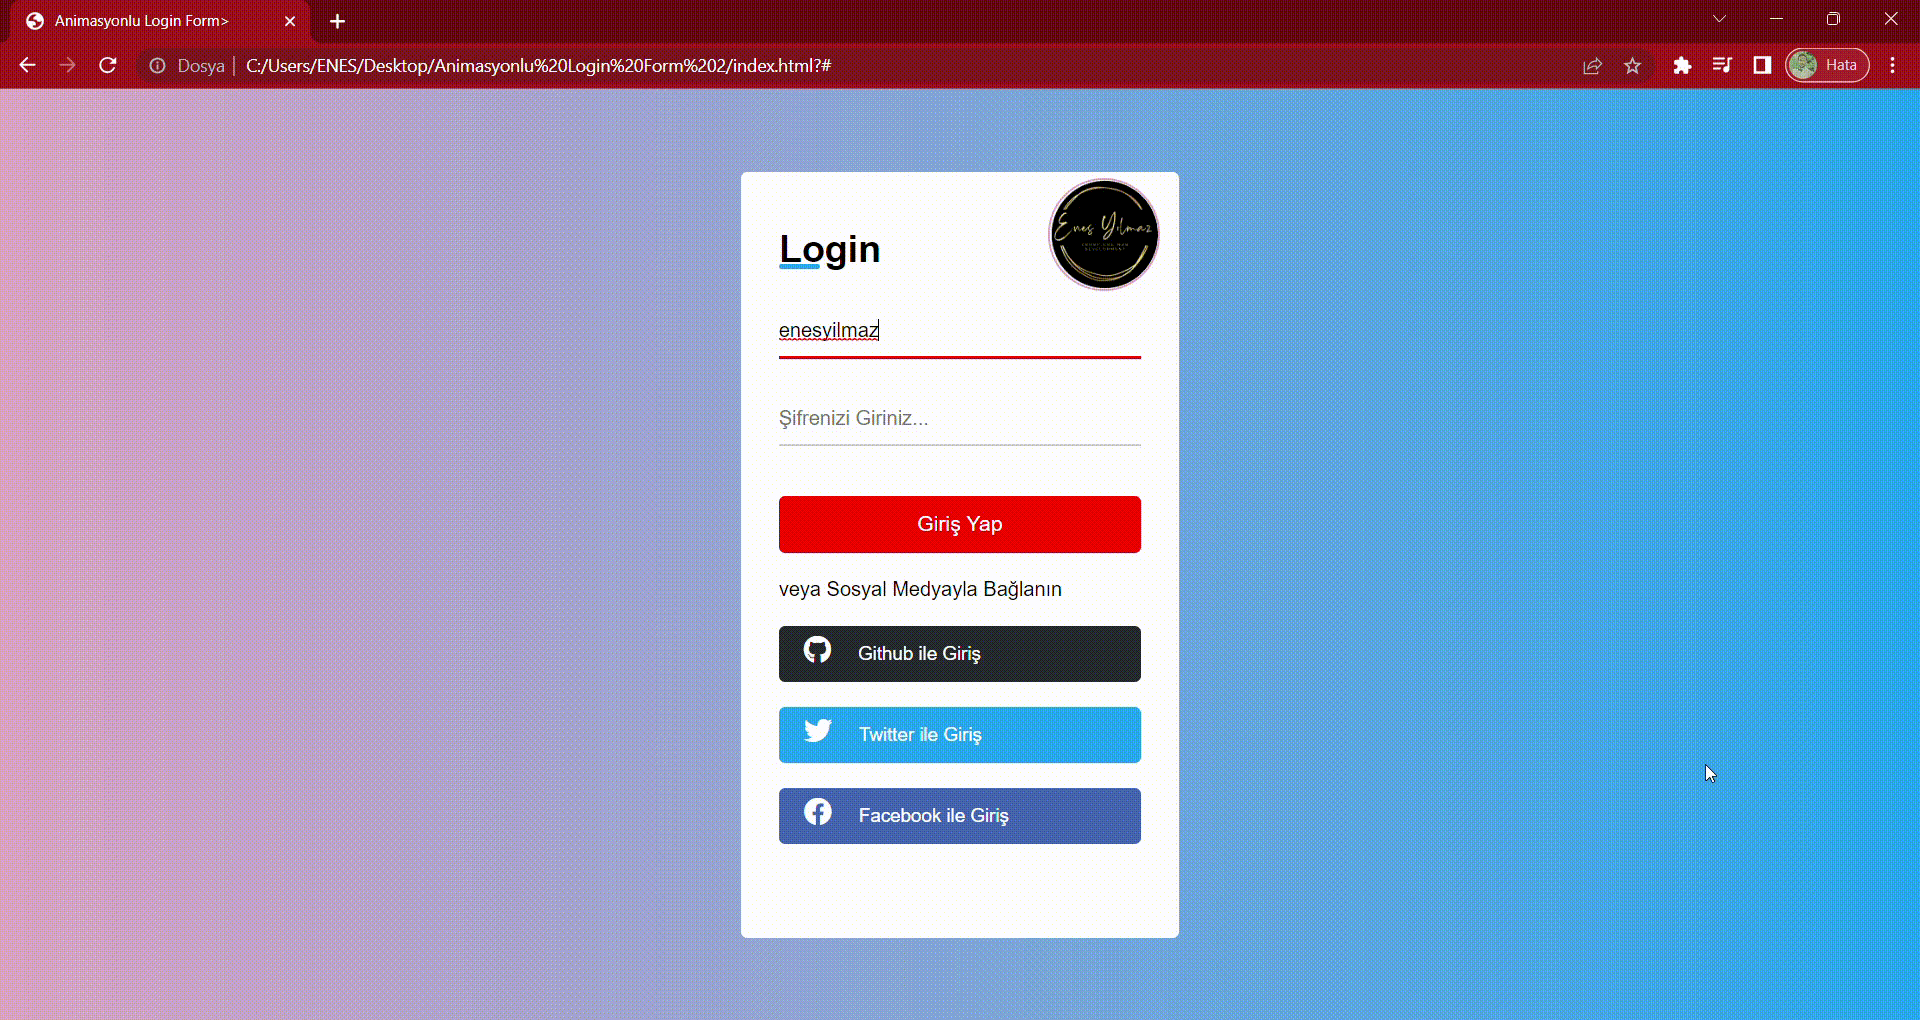 Animasyonlu Login Form>
Dosya | C:/Users/ENES/Desktop/Animasyonlu%20Login%20Form%202/index.html?#
Hata
Enes Yılmaz
Login
enesyilmaz
Şifrenizi Giriniz...
Giriş Yap
veya Sosyal Medyayla Bağlanın
Github ile Giriş
Twitter ile Giriş
Facebook ile Giriş